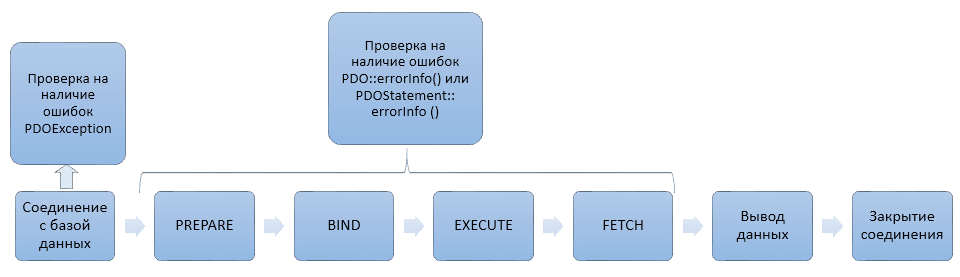 Проверка на
наличие
ошибок
PDOException
Проверка на
наличие ошибок
PDO::errorInfo() или
PDOStatement::
errorInfo ()
Соединение
с базой
данных
PREPARE
BIND
EXECUTE
FETCH
Вывод
данных
Закрытие
соединения